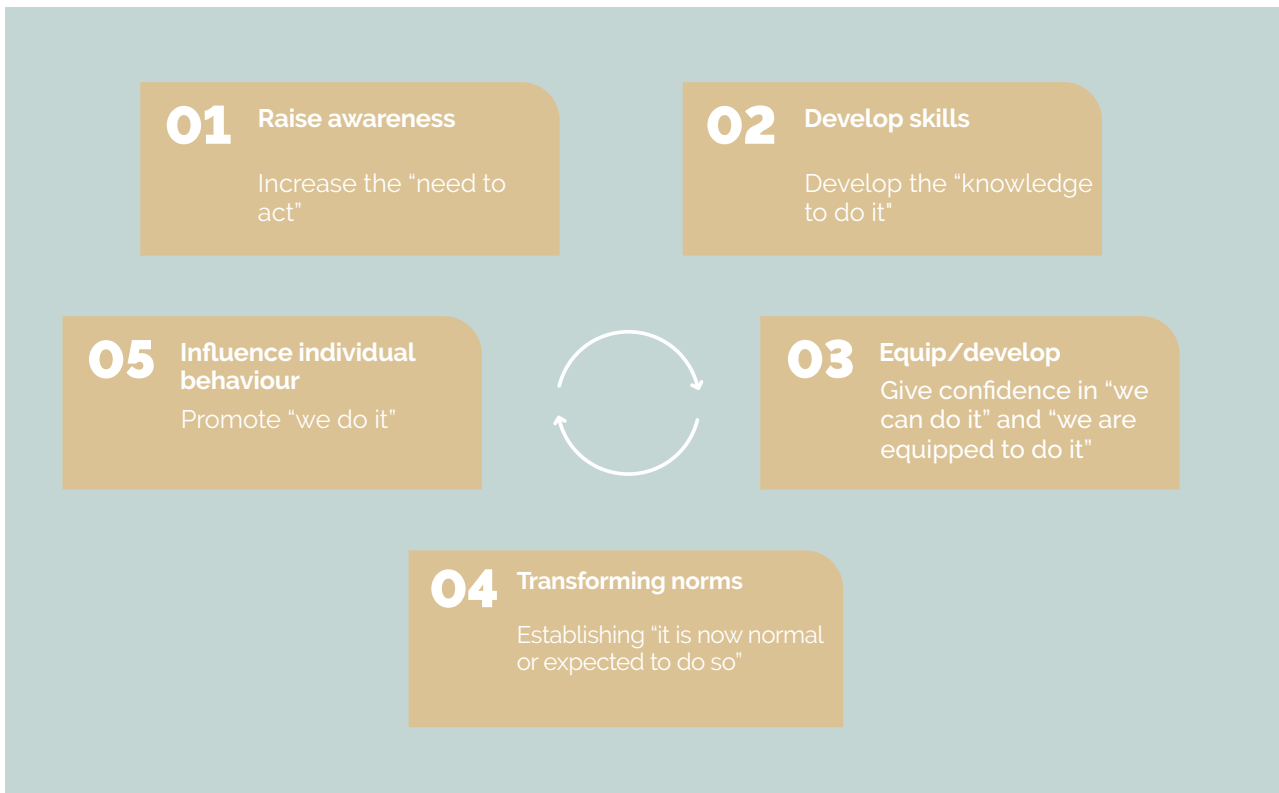 01
Raise awareness
Increase the “need to
act”
02
Develop skills
Develop the “knowledge
to do it"
03
Equip/develop
Give confidence in “we
can do it” and “we are
equipped to do it”
04
Transforming norms
Establishing “it is now normal
or expected to do so”
05
Influence individual
behaviour
Promote “we do it”